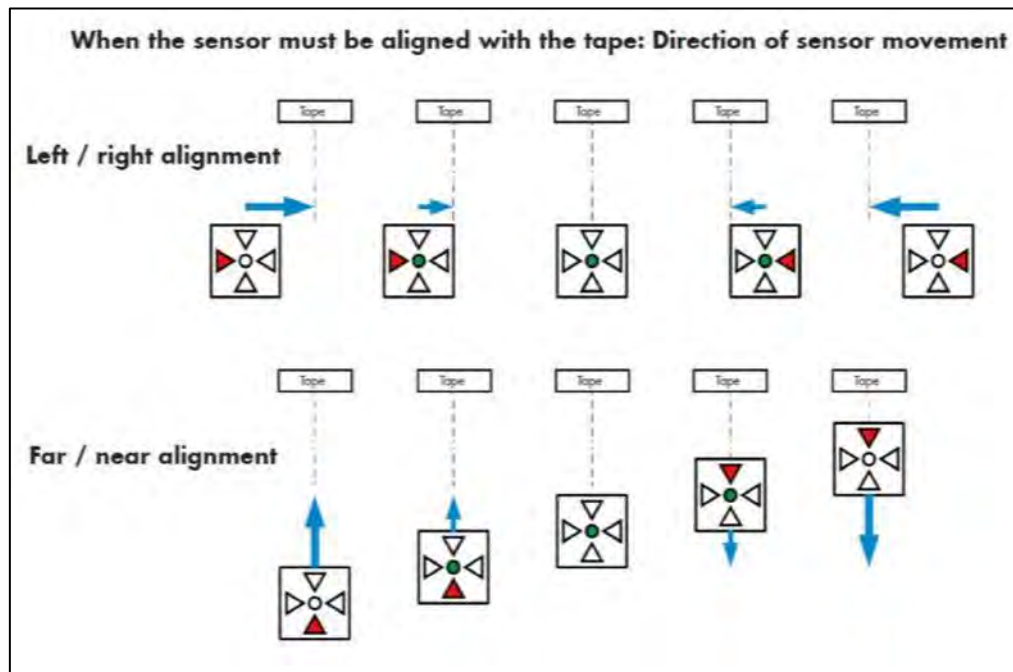 When the sensor must be aligned with the tape: Direction of sensor movement
Tape Tape Tape Tape Tape
Left / right alignment
Tape Tape Tape Tape Tape
Far / near alignment